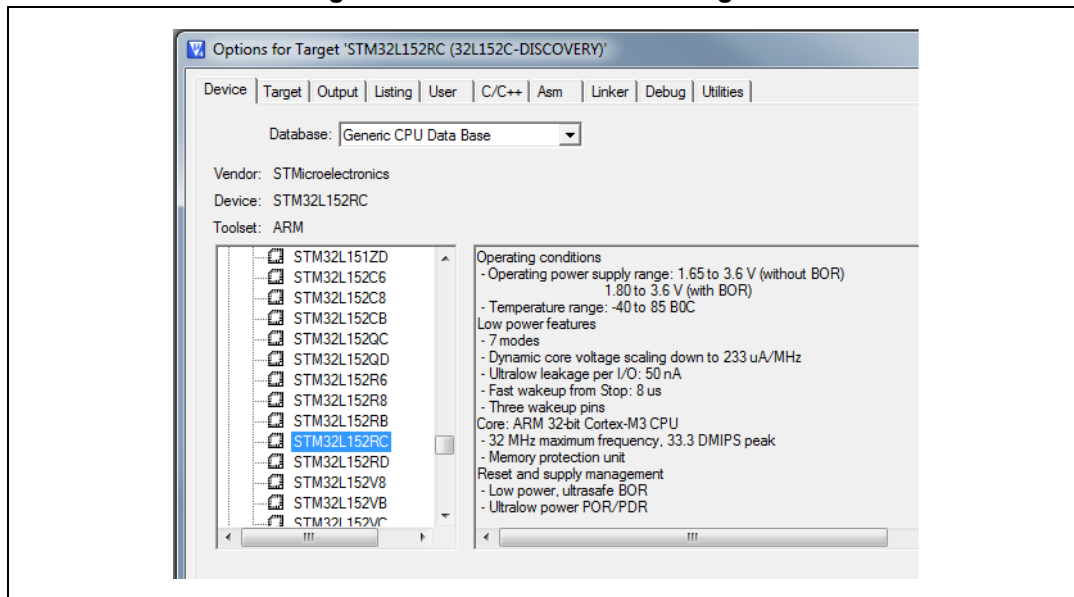 Options for Target 'STM32L152RC (32L152C-DISCOVERY)'
Device Target Output Listing User C/C++ Asm Linker Debug Utilities
Database: Generic CPU Data Base
Vendor: STMicroelectronics
Device: STM32L152RC
Toolset: ARM
STM32L151ZD
STM32L152C6
STM32L152C8
STM32L152CB
STM32L152QC
STM32L152QD
STM32L152R6
STM32L152R8
STM32L152RB
STM32L152RC
STM32L152RD
STM32L152V8
STM32L152VB
STM32L152VC
Operating conditions
- Operating power supply range: 1.65 to 3.6 V (without BOR)
1.80 to 3.6 V (with BOR)
- Temperature range: -40 to 85 B0C
Low power features
- 7 modes
- Dynamic core voltage scaling down to 233 uA/MHz
- Ultralow leakage per I/O: 50 nA
- Fast wakeup from Stop: 8 us
- Three wakeup pins
Core: ARM 32-bit Cortex-M3 CPU
- 32 MHz maximum frequency, 33.3 DMIPS peak
- Memory protection unit
Reset and supply management
- Low power, ultrasafe BOR
- Ultralow power POR/PDR